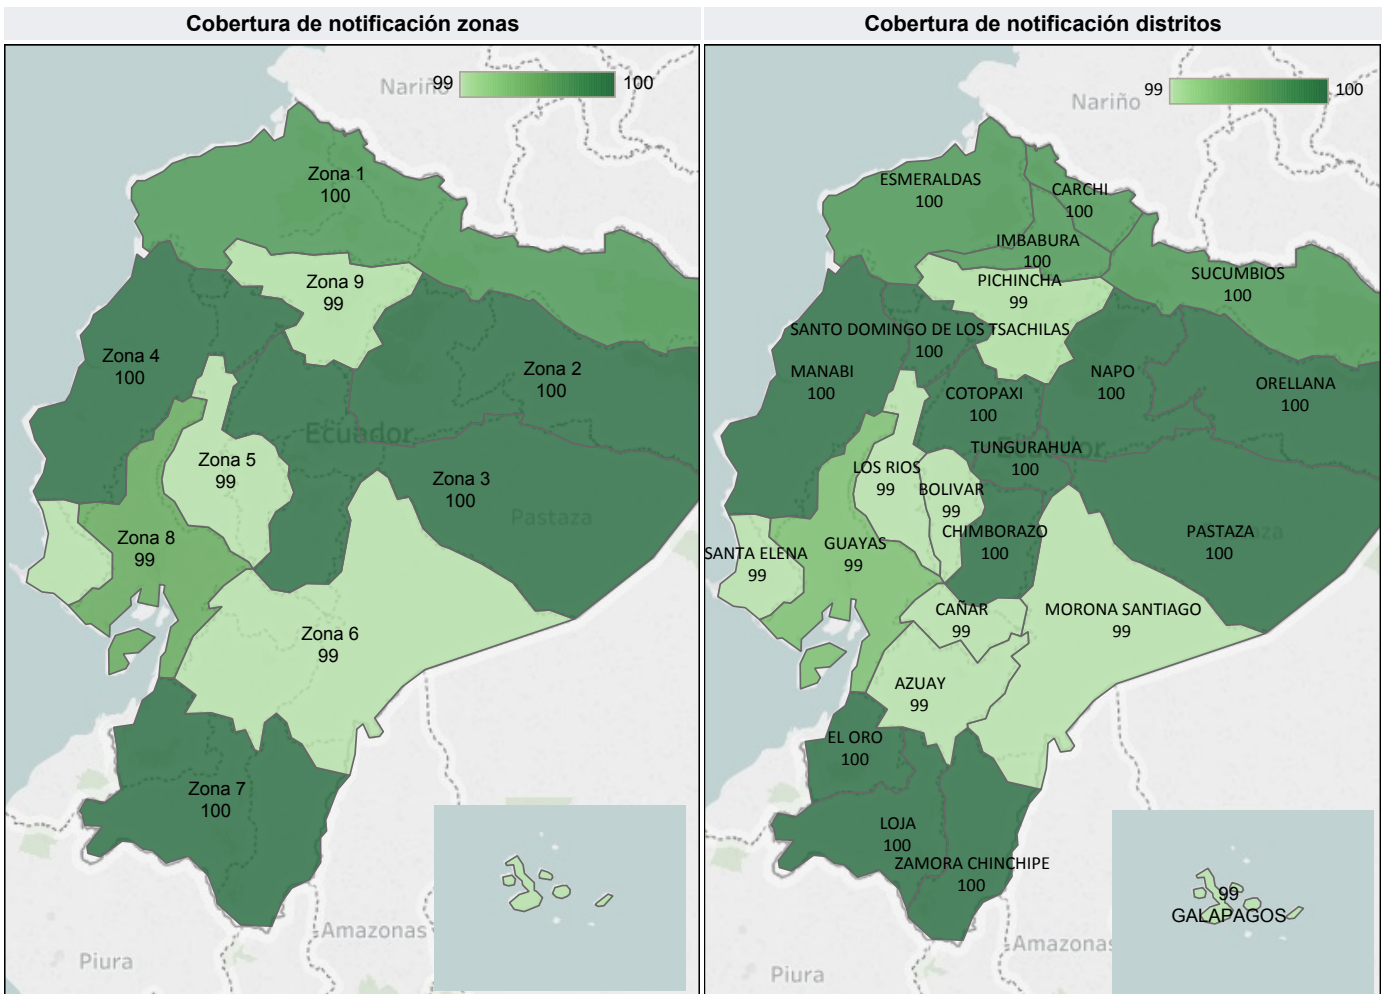 Cobertura de notificación zonas
99
100
Nariño
Zona 1
100
Zona 9
99
Zona 4
100
Zona 2
100
Ecuador
Zona 5
99
Zona 3
100
Pastaza
Zona 8
99
Zona 6
99
Zona 7
100
Amazonas
Piura
Cobertura de notificación distritos
99
100
Nariño
ESMERALDAS
100
CARCHI
100
IMBABURA
100
SUCUMBIOS
100
PICHINCHA
99
SANTO DOMINGO DE LOS TSACHILAS
100
MANABI
100
COTOPAXI
100
NAPO
100
ORELLANA
100
TUNGURAHUA
100
Ecuador
LOS RIOS
99
BOLIVAR
99
CHIMBORAZO
100
PASTAZA
100
SANTA ELENA
99
GUAYAS
99
CAÑAR
99
MORONA SANTIAGO
99
AZUAY
99
EL ORO
100
LOJA
100
ZAMORA CHINCHIPE
100
99
GALAPAGOS
Amazonas
Piura